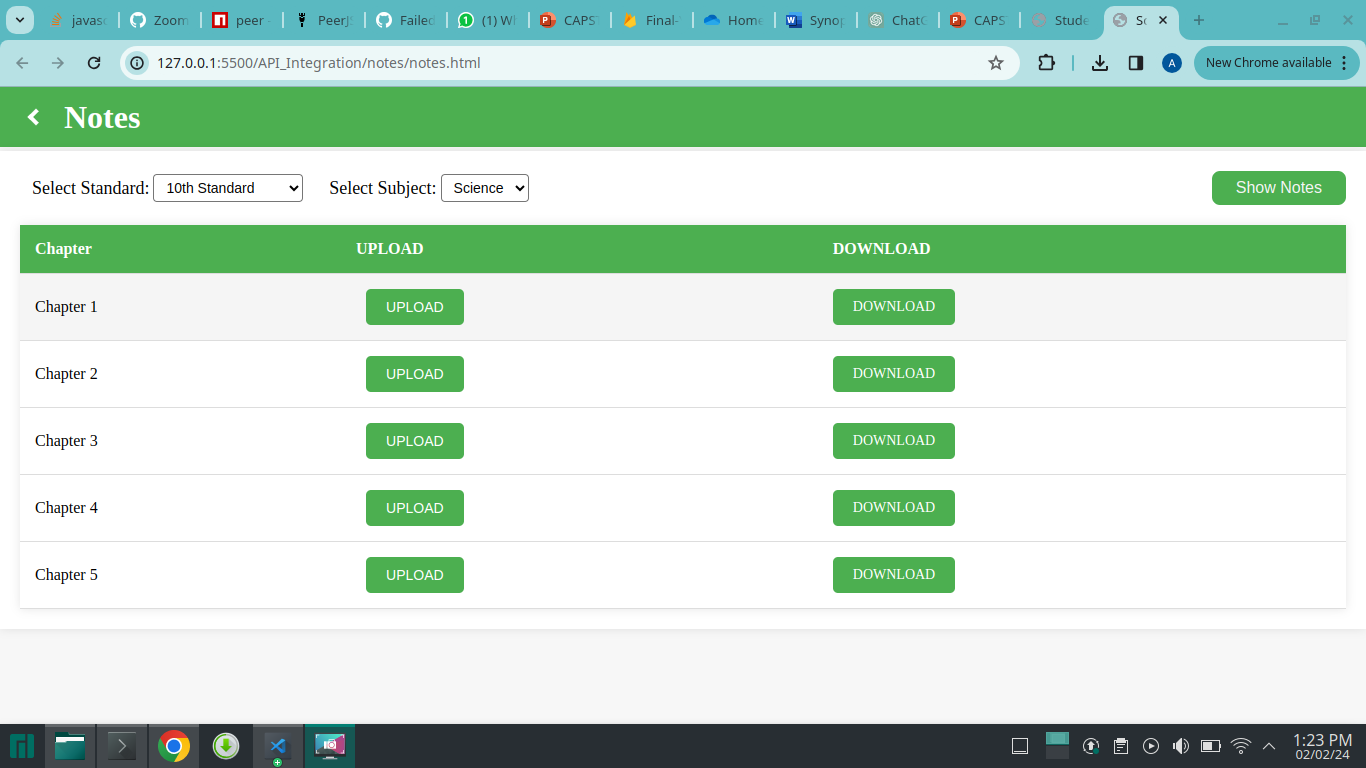 javasc Zoom peer - PeerJS Failed (1) Wh CAPST Final- Home Synop ChatG CAPS Stude Sc
127.0.0.1:5500/API_Integration/notes/notes.html A New Chrome available
Notes
Select Standard: 10th Standard Select Subject: Science Show Notes
Chapter UPLOAD DOWNLOAD
Chapter 1 UPLOAD DOWNLOAD
Chapter 2 UPLOAD DOWNLOAD
Chapter 3 UPLOAD DOWNLOAD
Chapter 4 UPLOAD DOWNLOAD
Chapter 5 UPLOAD DOWNLOAD
1:23 PM
02/02/24